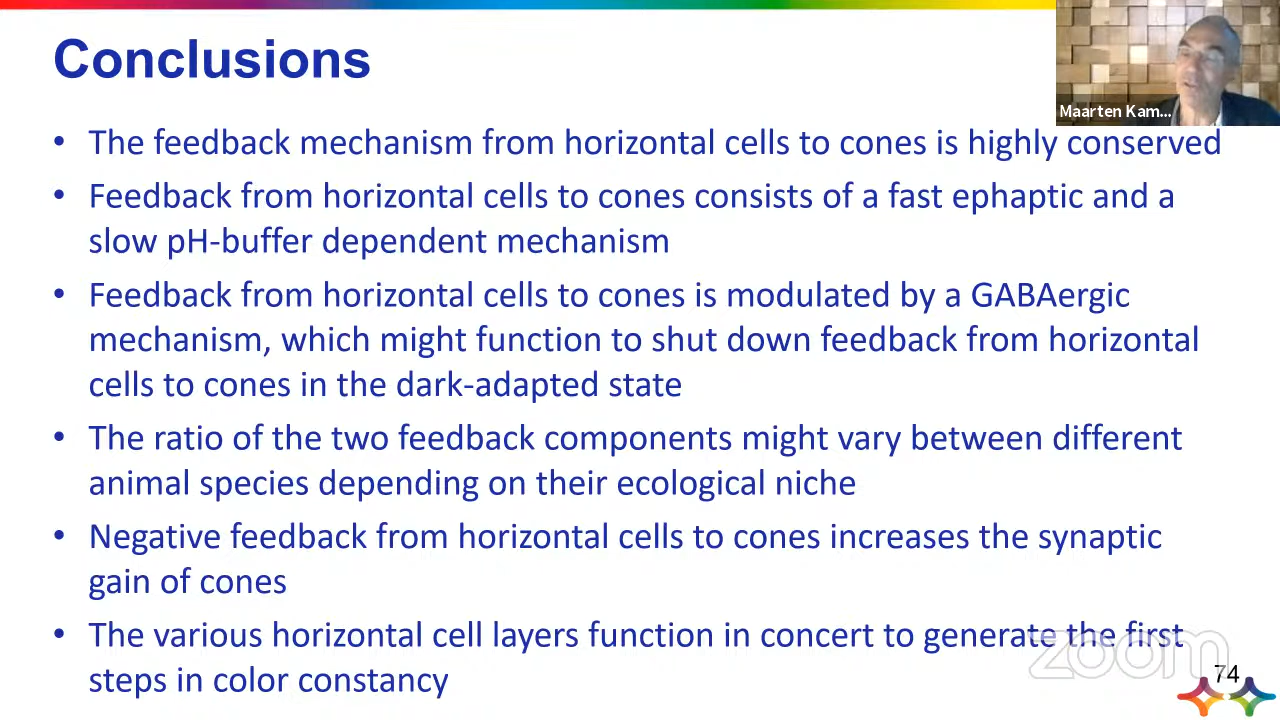 Conclusions
Maarten Kam...
• The feedback mechanism from horizontal cells to cones is highly conserved
• Feedback from horizontal cells to cones consists of a fast ephaptic and a
slow pH-buffer dependent mechanism
• Feedback from horizontal cells to cones is modulated by a GABAergic
mechanism, which might function to shut down feedback from horizontal
cells to cones in the dark-adapted state
• The ratio of the two feedback components might vary between different
animal species depending on their ecological niche
• Negative feedback from horizontal cells to cones increases the synaptic
gain of cones
• The various horizontal cell layers function in concert to generate the first
steps in color constancy
zoom
74